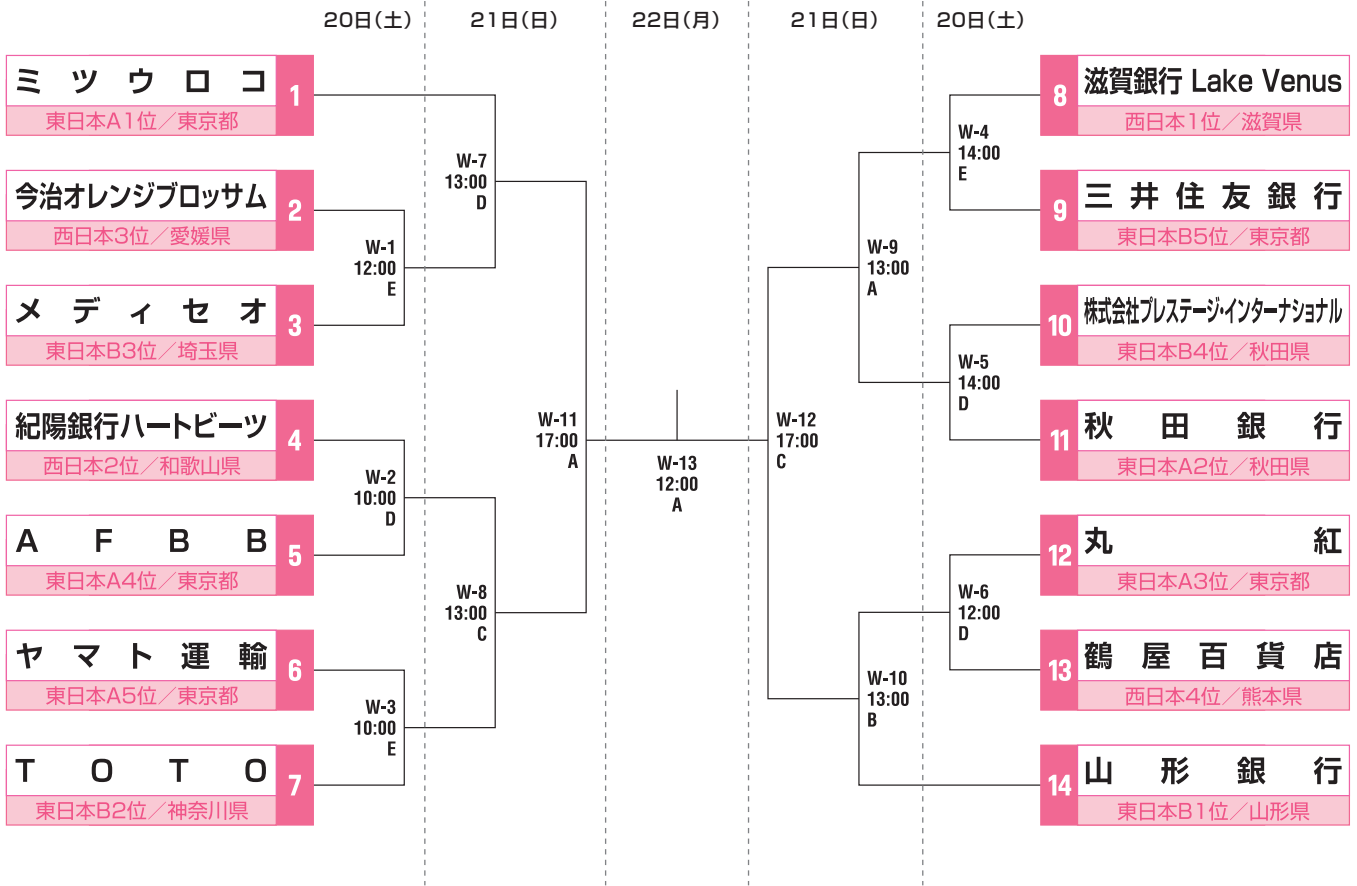 20日(土)
21日(日)
22日(月)
21日(日)
20日(土)
ミツウロコ
1
東日本A1位／東京都
今治オレンジブロッサム
2
西日本3位／愛媛県
メディセオ
3
東日本B3位／埼玉県
紀陽銀行ハートビーツ
4
西日本2位／和歌山県
AFBB
5
東日本A4位／東京都
ヤマト運輸
6
東日本A5位／東京都
TOTO
7
東日本B2位／神奈川県
W-1
12:00
E
W-2
10:00
D
W-3
10:00
E
W-7
13:00
D
W-8
13:00
C
W-11
17:00
A
W-13
12:00
A
W-12
17:00
C
W-9
13:00
A
W-10
13:00
B
W-4
14:00
E
W-5
14:00
D
W-6
12:00
D
8
滋賀銀行 Lake Venus
西日本1位／滋賀県
9
三井住友銀行
東日本B5位／東京都
10
株式会社プレステージ・インターナショナル
東日本B4位／秋田県
11
秋田銀行
東日本A2位／秋田県
12
丸紅
東日本A3位／東京都
13
鶴屋百貨店
西日本4位／熊本県
14
山形銀行
東日本B1位／山形県